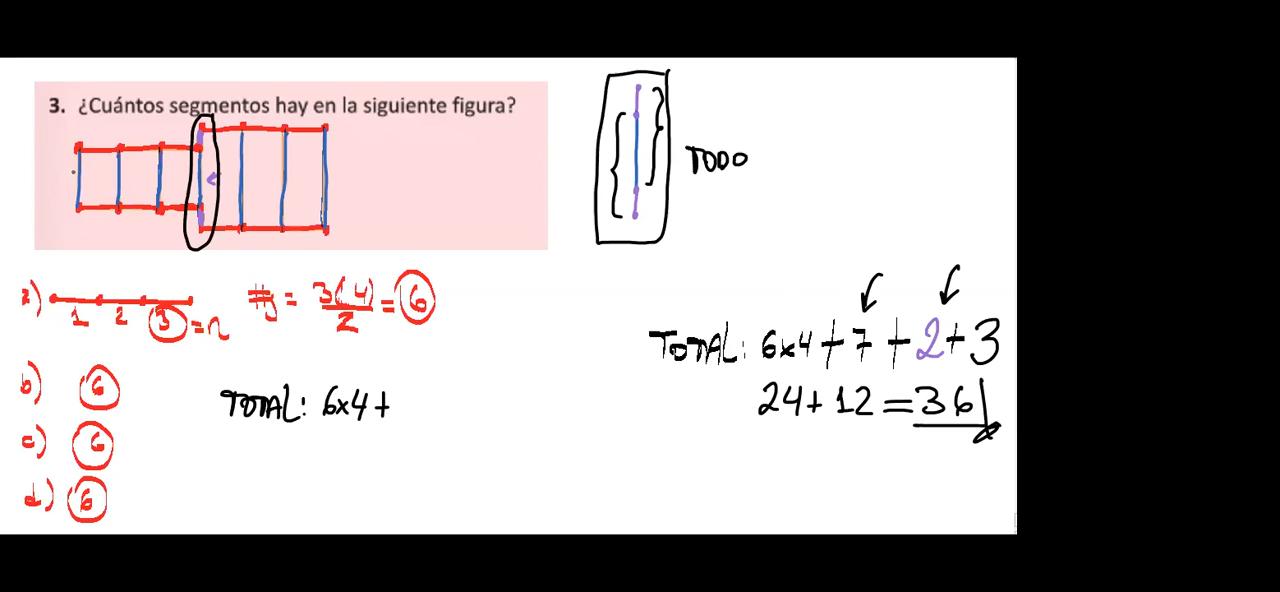 3. ¿Cuántos segmentos hay en la siguiente figura?
TODO
a) 1 2 3 = n #s = 3(4)/2 = 6
b) 6
c) 6
d) 6
TOTAL: 6x4 +
TOTAL: 6x4 + 7 + 2 + 3
24 + 12 = 36